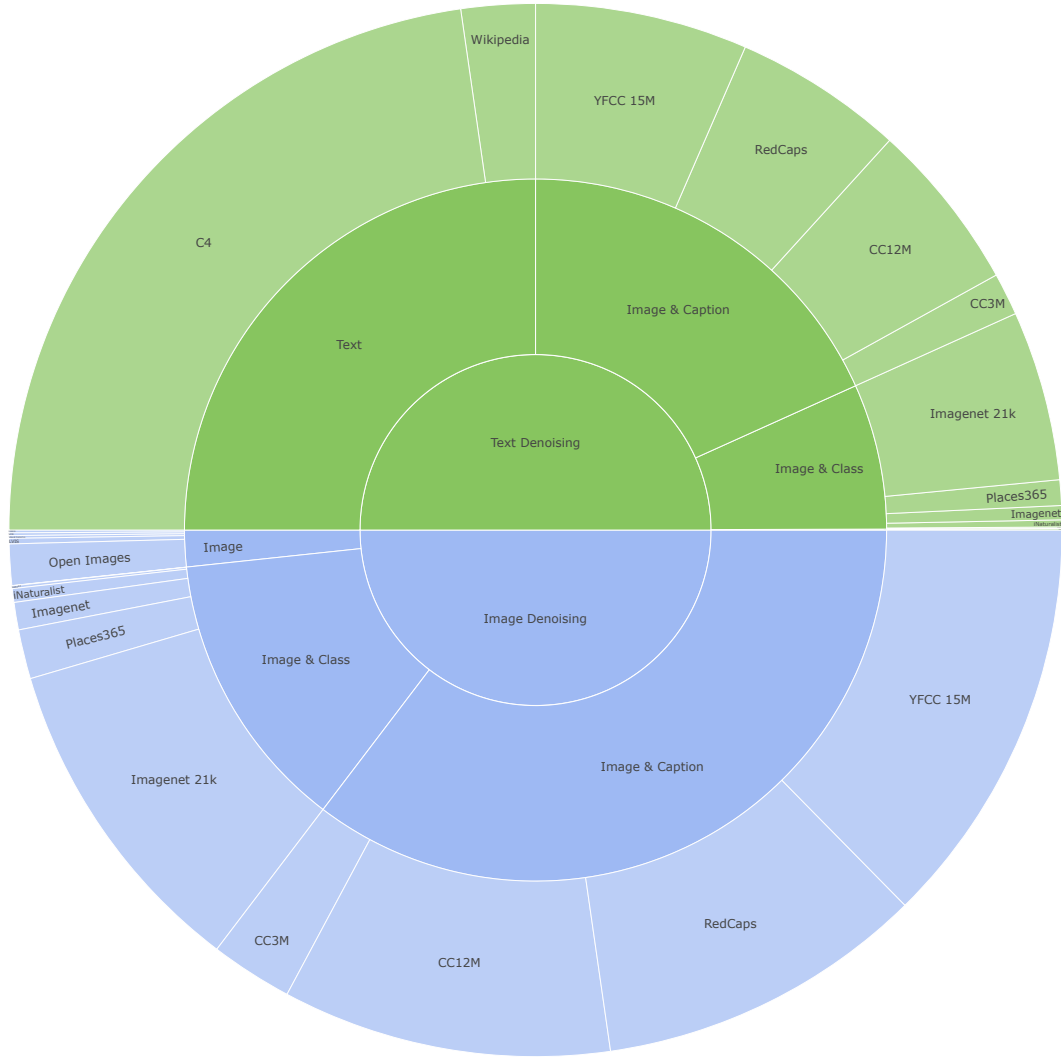 Wikipedia
YFCC 15M
RedCaps
C4
CC12M
Image & Caption
CC3M
Text
Imagenet 21k
Text Denoising
Image & Class
Places365
Imagenet
iNaturalist
Image
Open Images
iNaturalist
Imagenet
Places365
Image Denoising
Image & Class
YFCC 15M
Image & Caption
Imagenet 21k
RedCaps
CC3M
CC12M